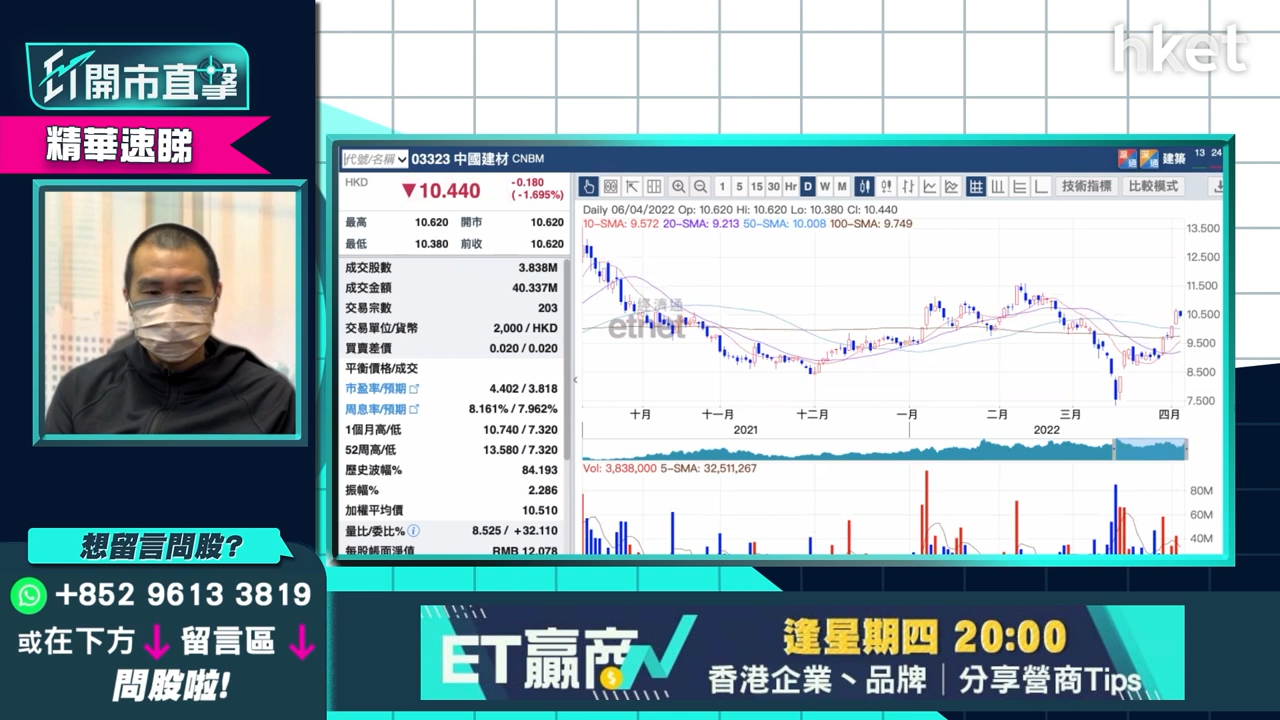 hket
ET開市直擊
精華速睇
代號/名稱 03323 中國建材 CNBM
建築 13 24
HKD
▼10.440
-0.180
(-1.695%)
最高 10.620 開市 10.620
最低 10.380 前收 10.620
成交股數 3.838M
成交金額 40.337M
交易宗數 203
交易單位/貨幣 2,000 / HKD
買賣差價 0.020 / 0.020
平衡價格/成交
市盈率/預期 4.402 / 3.818
周息率/預期 8.161% / 7.962%
1個月高/低 10.740 / 7.320
52周高/低 13.580 / 7.320
歷史波幅% 84.193
振幅% 2.286
加權平均價 10.510
量比/委比% 8.525 / +32.110
每股帳面淨值 RMB 12.078
1 5 15 30 Hr D W M
技術指標 比較模式
Daily 06/04/2022 Op: 10.620 Hi: 10.620 Lo: 10.380 Cl: 10.440
10-SMA: 9.572 20-SMA: 9.213 50-SMA: 10.008 100-SMA: 9.749
13.500
12.500
11.500
10.500
9.500
8.500
7.500
經濟通
etnet
十月 十一月 十二月 一月 二月 三月 四月
2021 2022
Vol: 3,838,000 5-SMA: 32,511,267
80M
60M
40M
想留言問股?
+852 9613 3819
或在下方↓留言區↓
問股啦!
ET贏商
逢星期四 20:00
香港企業、品牌｜分享營商Tips